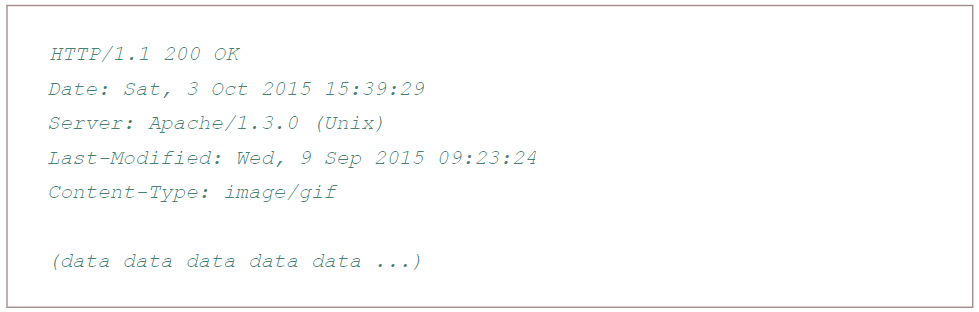 HTTP/1.1 200 OK
Date: Sat, 3 Oct 2015 15:39:29
Server: Apache/1.3.0 (Unix)
Last-Modified: Wed, 9 Sep 2015 09:23:24
Content-Type: image/gif
(data data data data data ...)